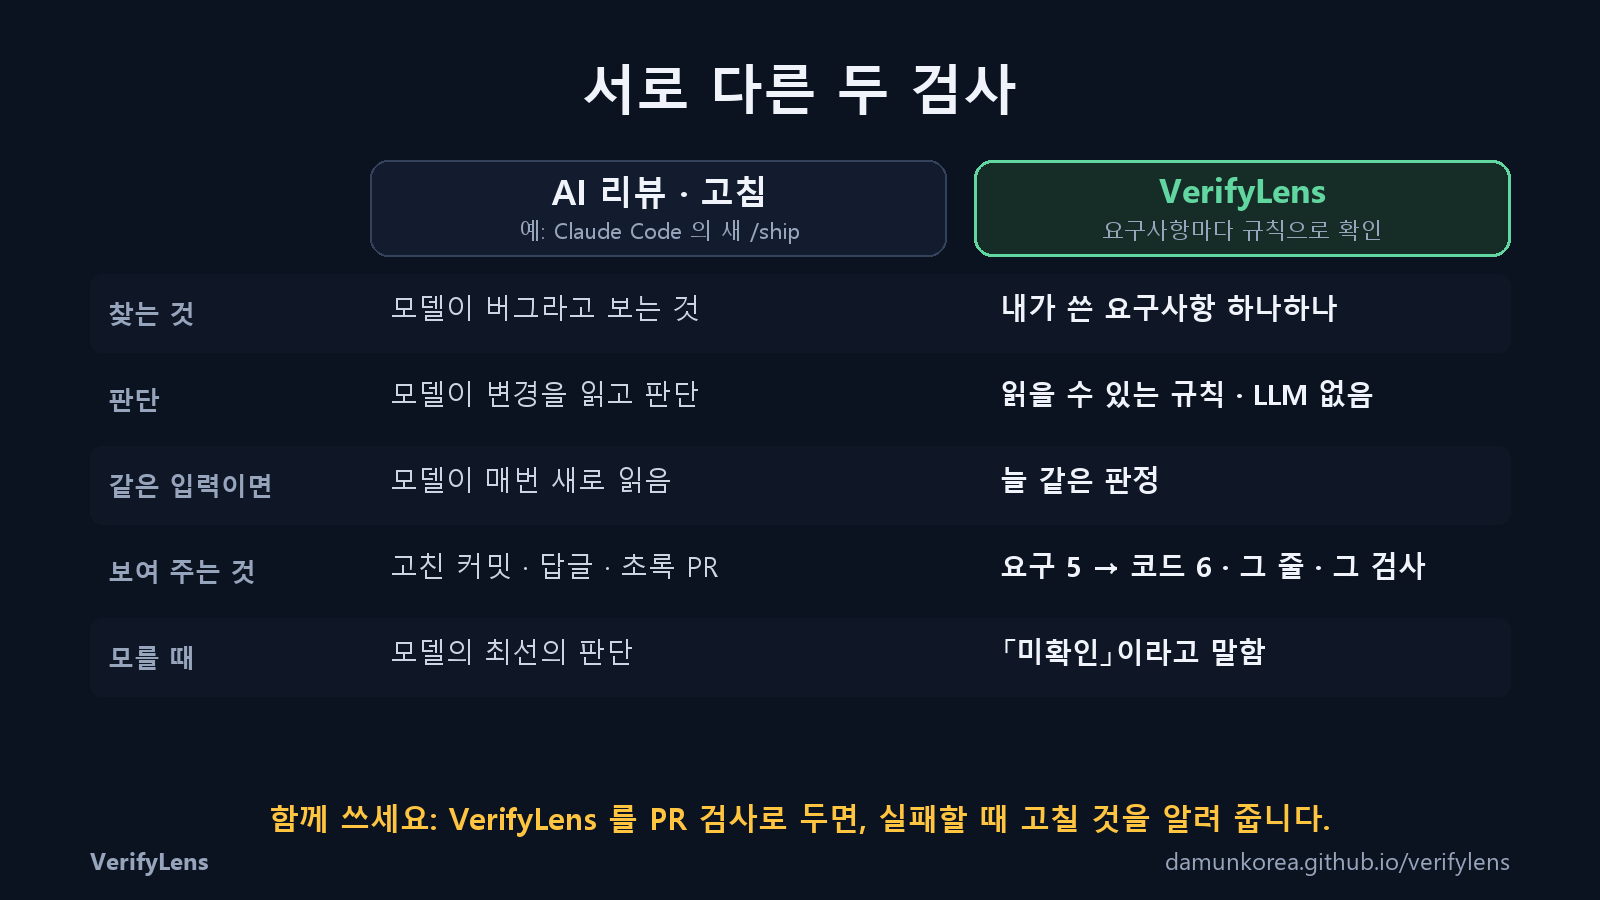 서로 다른 두 검사
AI 리뷰 · 고침
예: Claude Code 의 새 /ship
VerifyLens
요구사항마다 규칙으로 확인
찾는 것
모델이 버그라고 보는 것
내가 쓴 요구사항 하나하나
판단
모델이 변경을 읽고 판단
읽을 수 있는 규칙 · LLM 없음
같은 입력이면
모델이 매번 새로 읽음
늘 같은 판정
보여 주는 것
고친 커밋 · 답글 · 초록 PR
요구 5 → 코드 6 · 그 줄 · 그 검사
모를 때
모델의 최선의 판단
「미확인」이라고 말함
함께 쓰세요: VerifyLens 를 PR 검사로 두면, 실패할 때 고칠 것을 알려 줍니다.
VerifyLens
damunkorea.github.io/verifylens